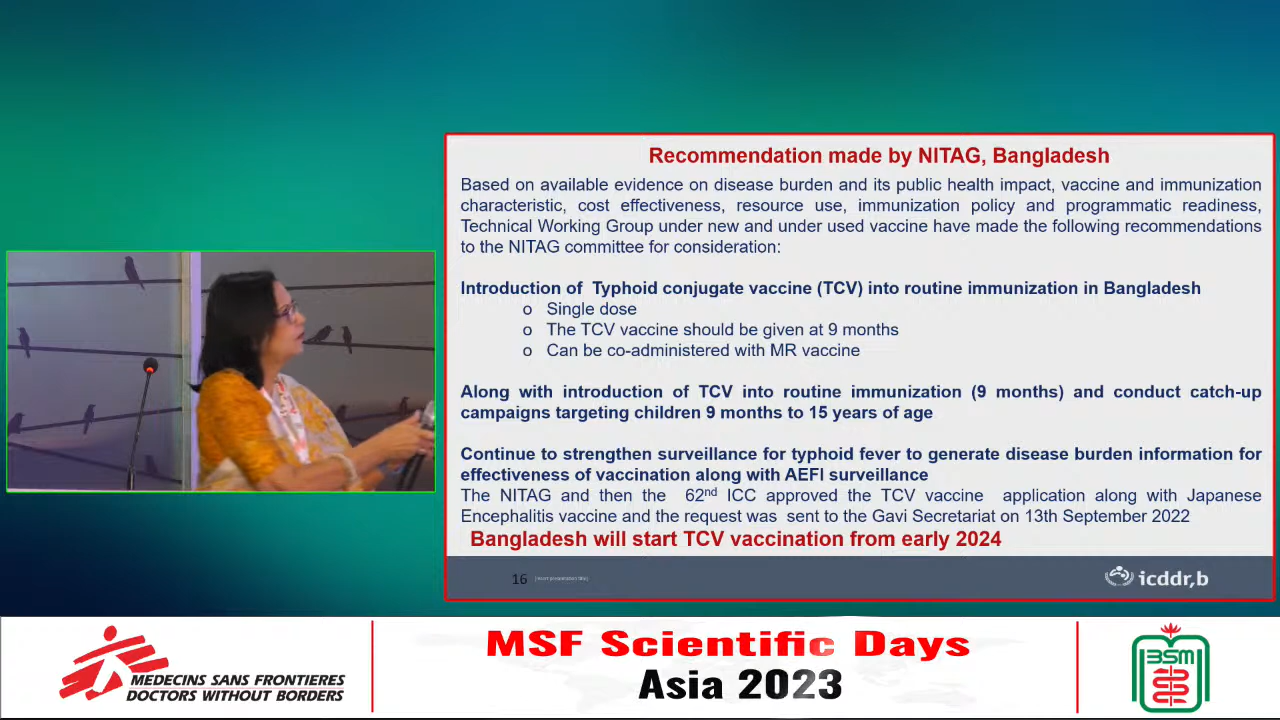 Recommendation made by NITAG, Bangladesh
Based on available evidence on disease burden and its public health impact, vaccine and immunization
characteristic, cost effectiveness, resource use, immunization policy and programmatic readiness,
Technical Working Group under new and under used vaccine have made the following recommendations
to the NITAG committee for consideration:
Introduction of Typhoid conjugate vaccine (TCV) into routine immunization in Bangladesh
o Single dose
o The TCV vaccine should be given at 9 months
o Can be co-administered with MR vaccine
Along with introduction of TCV into routine immunization (9 months) and conduct catch-up
campaigns targeting children 9 months to 15 years of age
Continue to strengthen surveillance for typhoid fever to generate disease burden information for
effectiveness of vaccination along with AEFI surveillance
The NITAG and then the 62nd ICC approved the TCV vaccine application along with Japanese
Encephalitis vaccine and the request was sent to the Gavi Secretariat on 13th September 2022
Bangladesh will start TCV vaccination from early 2024
16 [Insert presentation title]
icddr,b
MEDECINS SANS FRONTIERES
DOCTORS WITHOUT BORDERS
MSF Scientific Days
Asia 2023
BSM